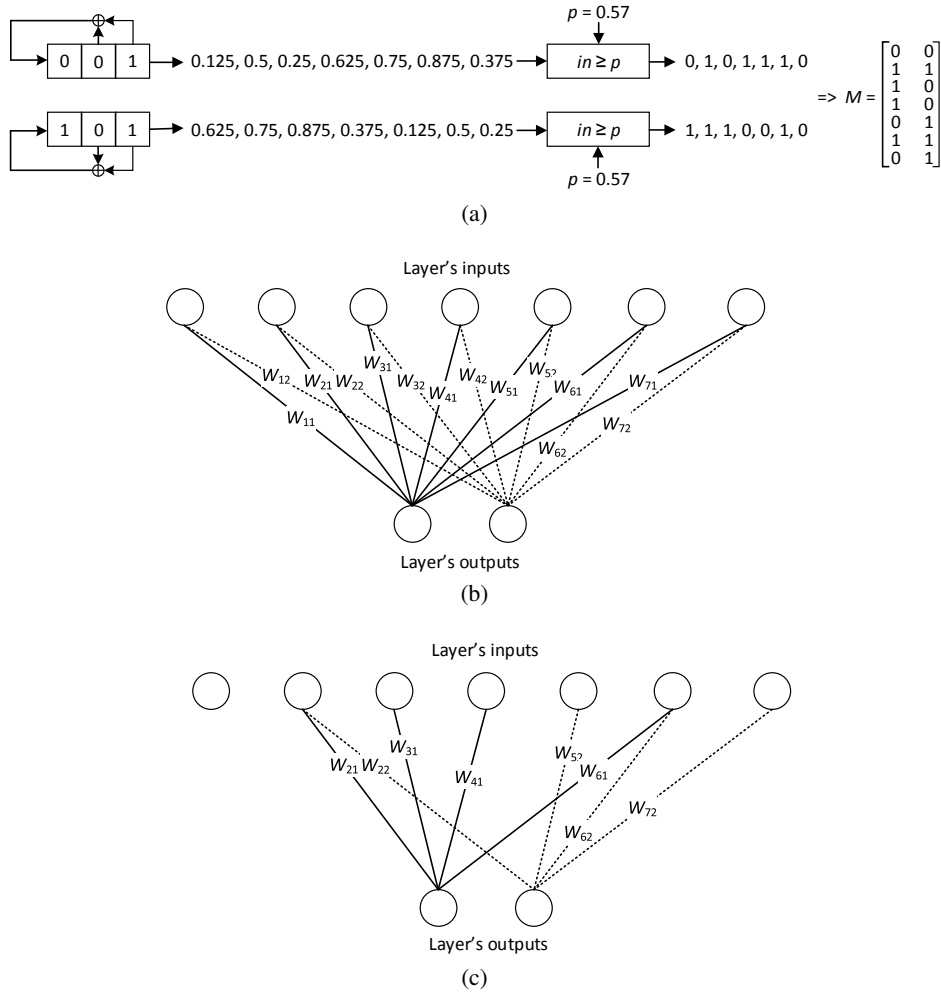 p = 0.57
0 0 1
0.125, 0.5, 0.25, 0.625, 0.75, 0.875, 0.375
in ≥ p
0, 1, 0, 1, 1, 1, 0
1 0 1
0.625, 0.75, 0.875, 0.375, 0.125, 0.5, 0.25
in ≥ p
1, 1, 1, 0, 0, 1, 0
p = 0.57
=> M =
0 0
1 1
1 0
1 0
0 1
1 1
0 1
(a)
Layer's inputs
W31
W12 W21 W22 W32 W41 W42 W51 W52 W61 W71
W11
W62 W72
Layer's outputs
(b)
Layer's inputs
W31
W21 W22 W41 W52 W61
W62 W72
Layer's outputs
(c)